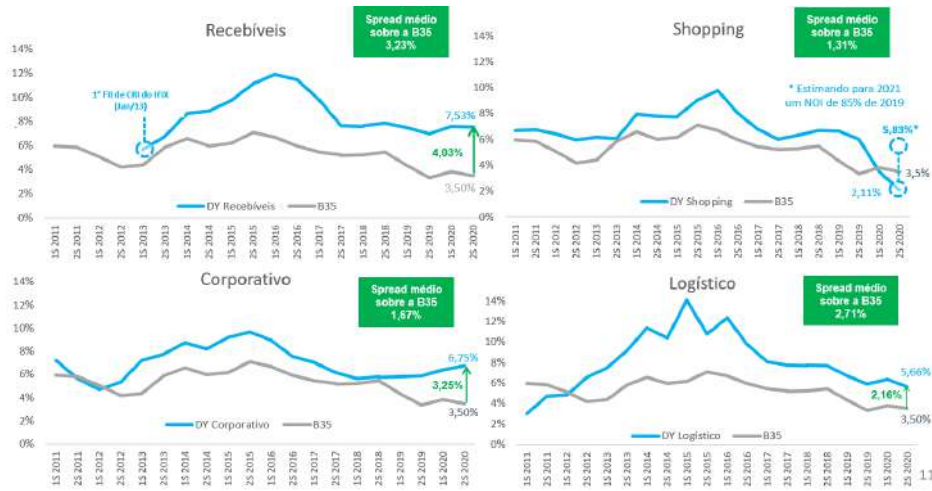 Recebíveis
Spread médio
sobre a B35
3,23%
14%
12%
10%
8%
6%
4%
2%
0%
1° FII de CRI do IFIX
(Jan/13)
7,53%
4,03%
3,50%
DY Recebíveis
B35
1S 2011
2S 2011
1S 2012
2S 2012
1S 2013
2S 2013
1S 2014
2S 2014
1S 2015
2S 2015
1S 2016
2S 2016
1S 2017
2S 2017
1S 2018
2S 2018
1S 2019
2S 2019
1S 2020
2S 2020
Shopping
Spread médio
sobre a B35
1,31%
14%
12%
10%
8%
6%
4%
2%
0%
* Estimando para 2021
um NOI de 85% de 2019
5,83%*
3,5%
2,11%
DY Shopping
B35
1S 2011
2S 2011
1S 2012
2S 2012
1S 2013
2S 2013
1S 2014
2S 2014
1S 2015
2S 2015
1S 2016
2S 2016
1S 2017
2S 2017
1S 2018
2S 2018
1S 2019
2S 2019
1S 2020
2S 2020
Corporativo
Spread médio
sobre a B35
1,67%
14%
12%
10%
8%
6%
4%
2%
0%
6,75%
3,25%
3,50%
DY Corporativo
B35
1S 2011
2S 2011
1S 2012
2S 2012
1S 2013
2S 2013
1S 2014
2S 2014
1S 2015
2S 2015
1S 2016
2S 2016
1S 2017
2S 2017
1S 2018
2S 2018
1S 2019
2S 2019
1S 2020
2S 2020
Logístico
Spread médio
sobre a B35
2,71%
14%
12%
10%
8%
6%
4%
2%
0%
5,66%
2,16%
3,50%
DY Logístico
B35
1S 2011
2S 2011
1S 2012
2S 2012
1S 2013
2S 2013
1S 2014
2S 2014
1S 2015
2S 2015
1S 2016
2S 2016
1S 2017
2S 2017
1S 2018
2S 2018
1S 2019
2S 2019
1S 2020
2S 2020
11